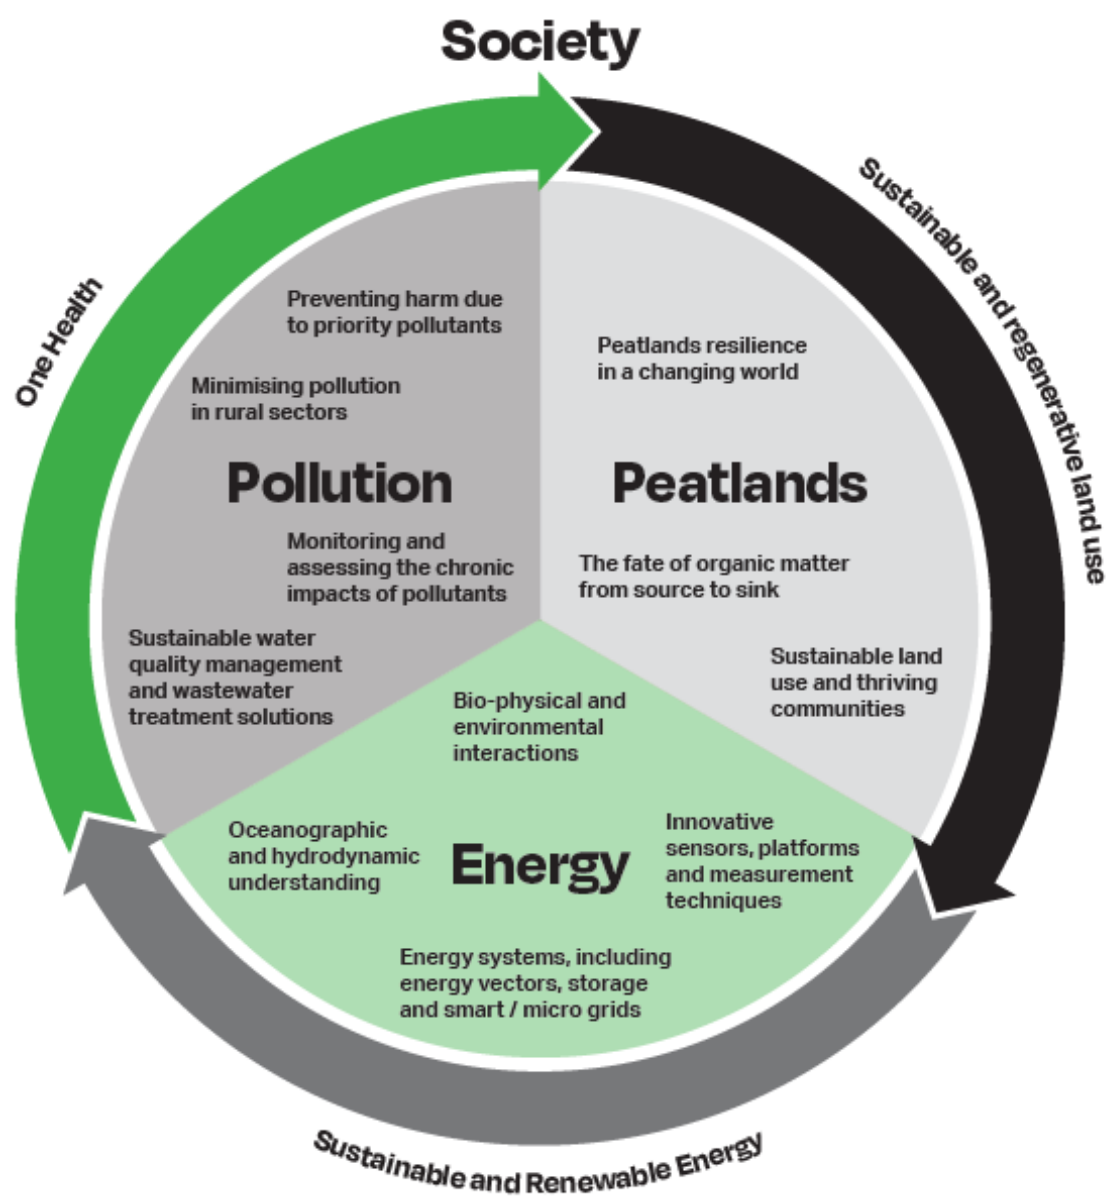 Society
One Health
Sustainable and regenerative land use
Preventing harm due
to priority pollutants
Minimising pollution
in rural sectors
Pollution
Monitoring and
assessing the chronic
impacts of pollutants
Sustainable water
quality management
and wastewater
treatment solutions
Peatlands resilience
in a changing world
Peatlands
The fate of organic matter
from source to sink
Sustainable land
use and thriving
communities
Bio-physical and
environmental
interactions
Oceanographic
and hydrodynamic
understanding
Energy
Innovative
sensors, platforms
and measurement
techniques
Energy systems, including
energy vectors, storage
and smart / micro grids
Sustainable and Renewable Energy